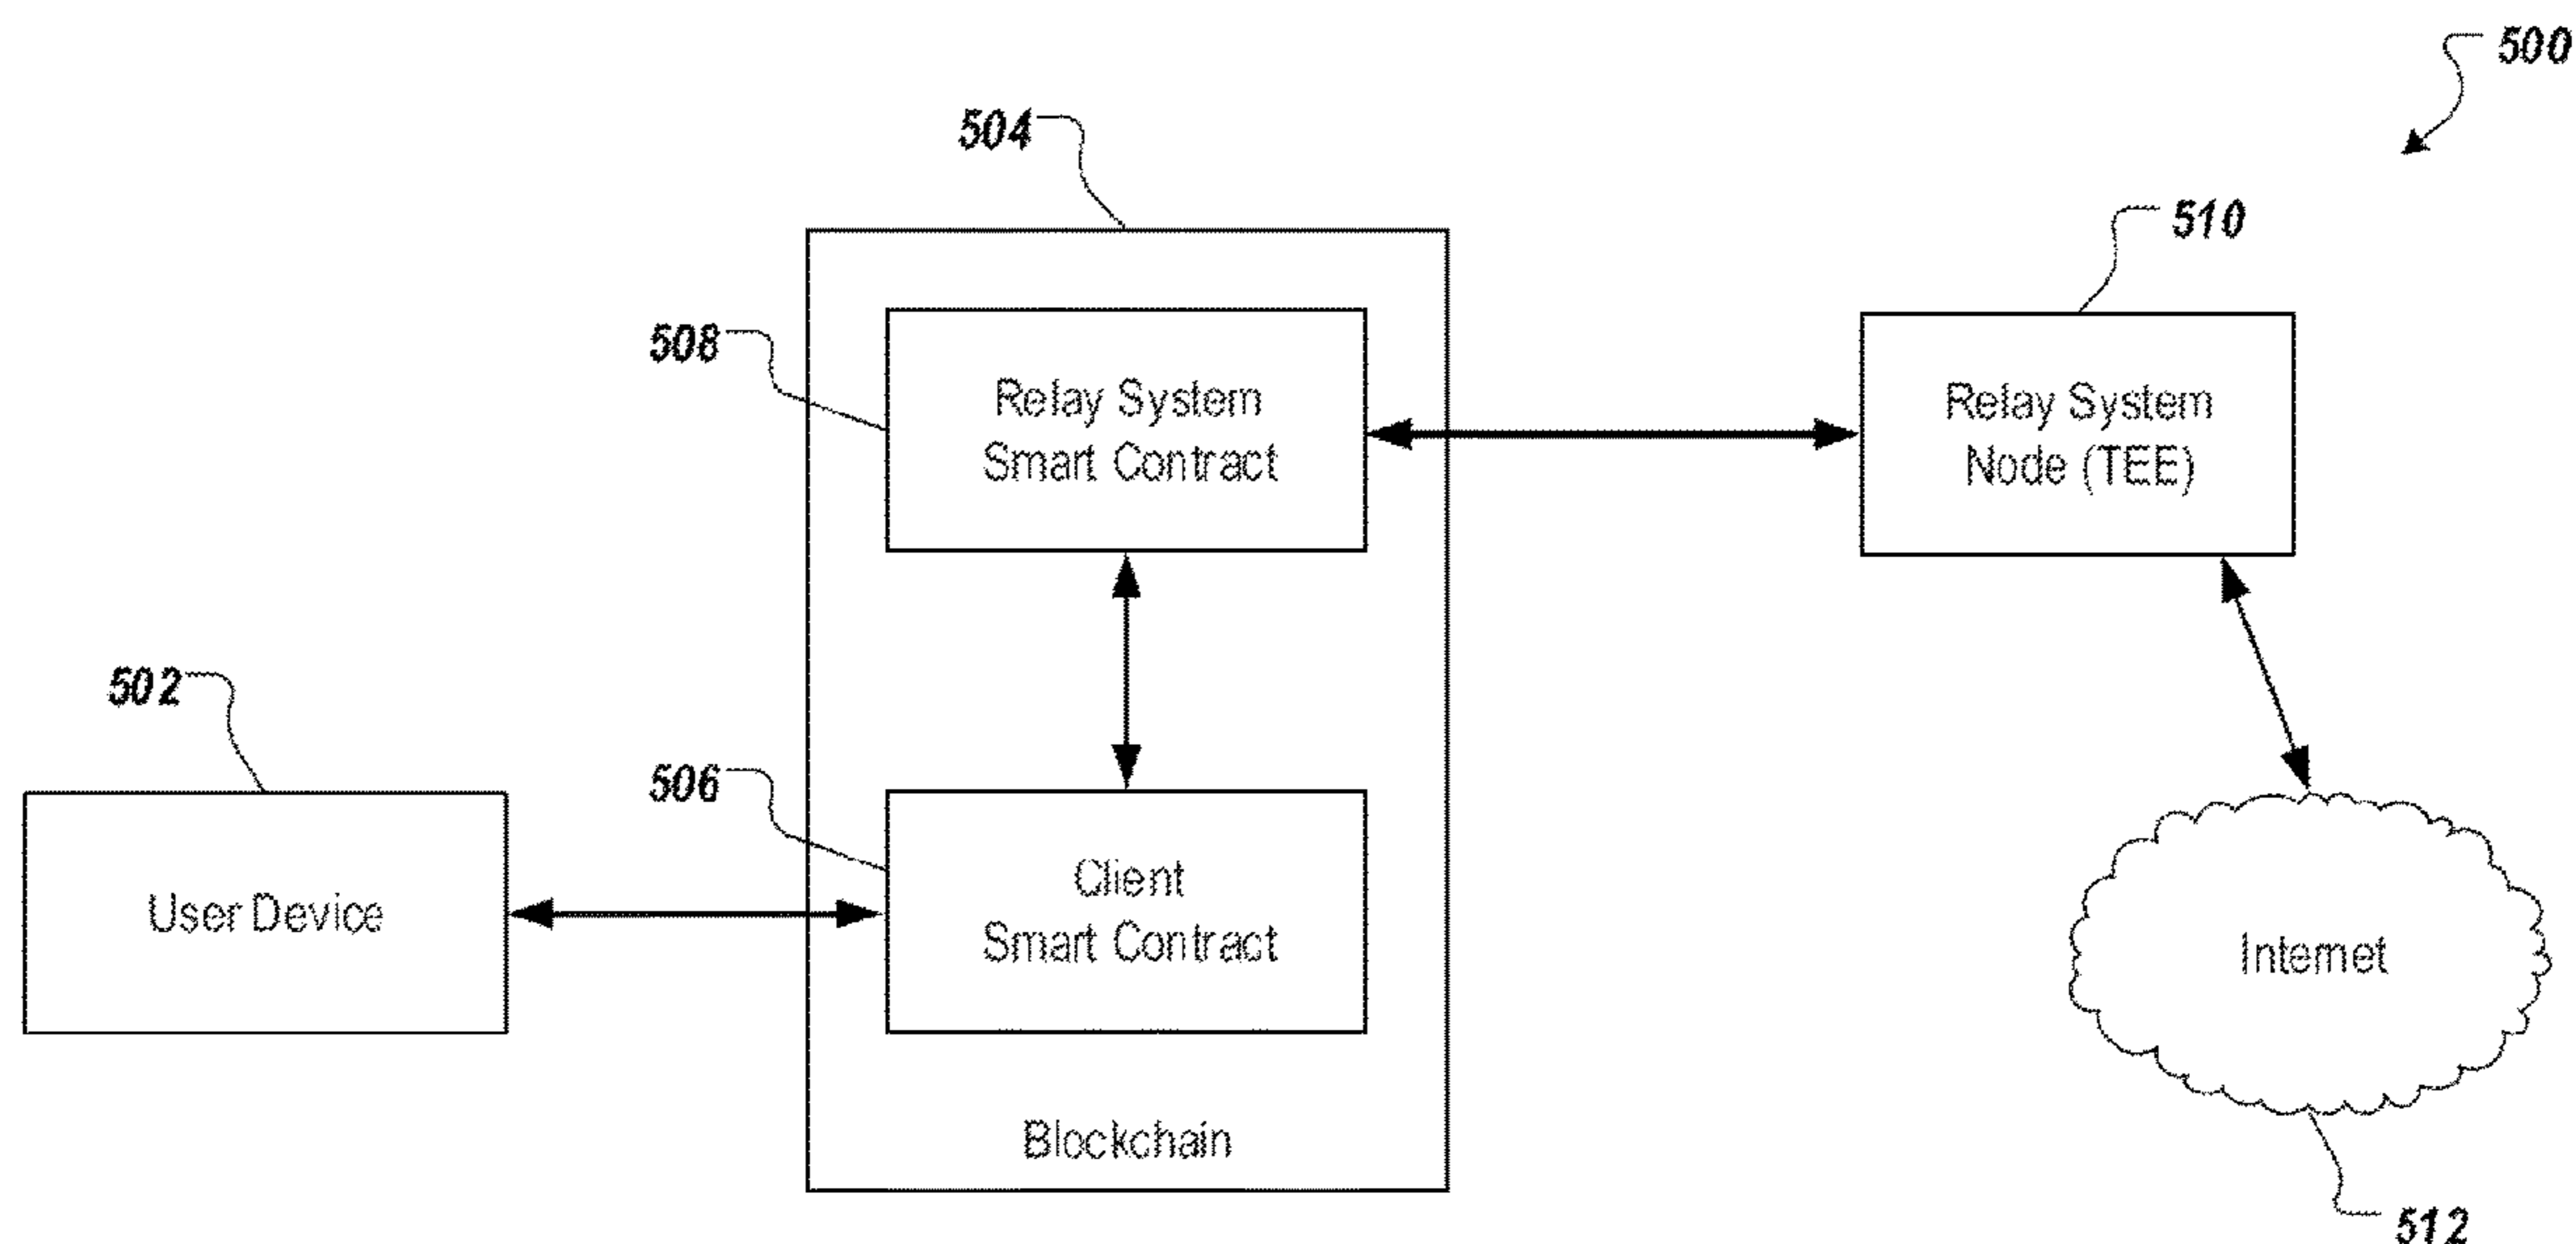 500
504
510
508
Relay System
Smart Contract
Relay System
Node (TEE)
502
506
User Device
Client
Smart Contract
Internet
Blockchain
512